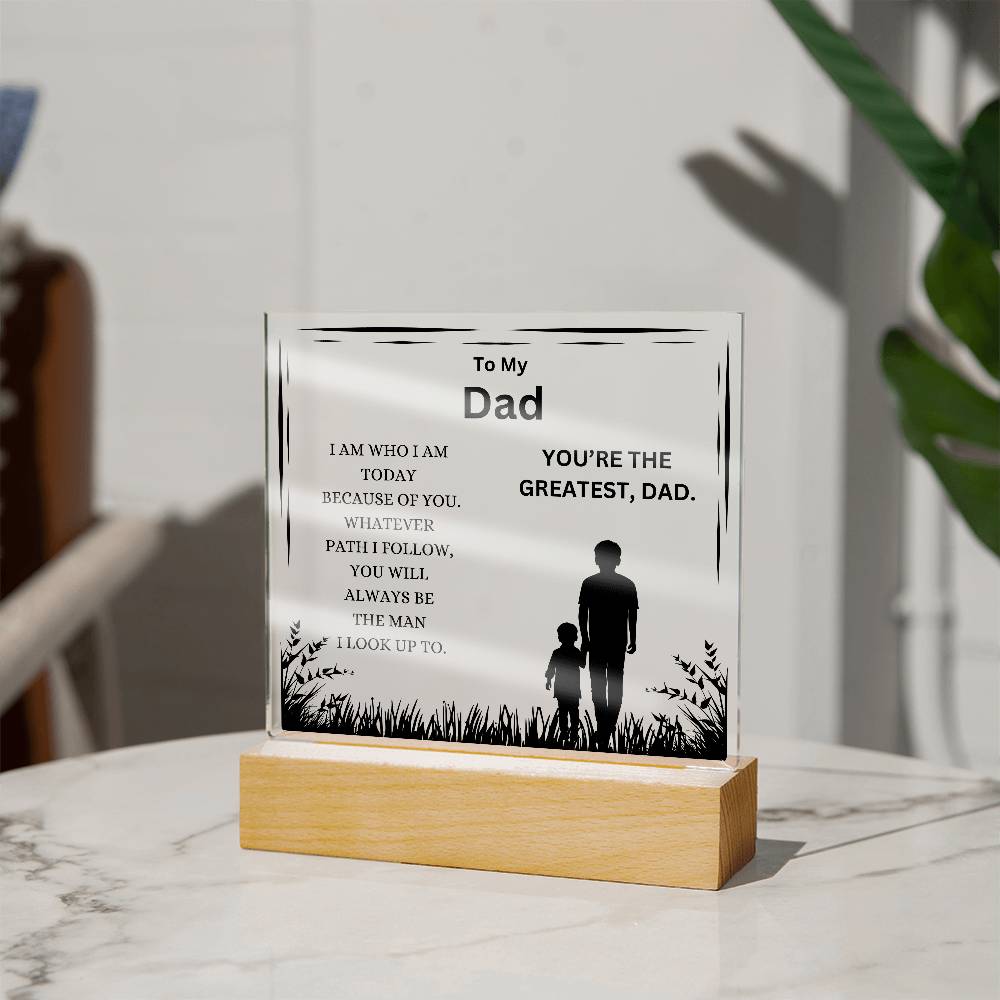 To My
Dad
I AM WHO I AM
TODAY
BECAUSE OF YOU.
WHATEVER
PATH I FOLLOW,
YOU WILL
ALWAYS BE
THE MAN
I LOOK UP TO.
YOU’RE THE
GREATEST, DAD.